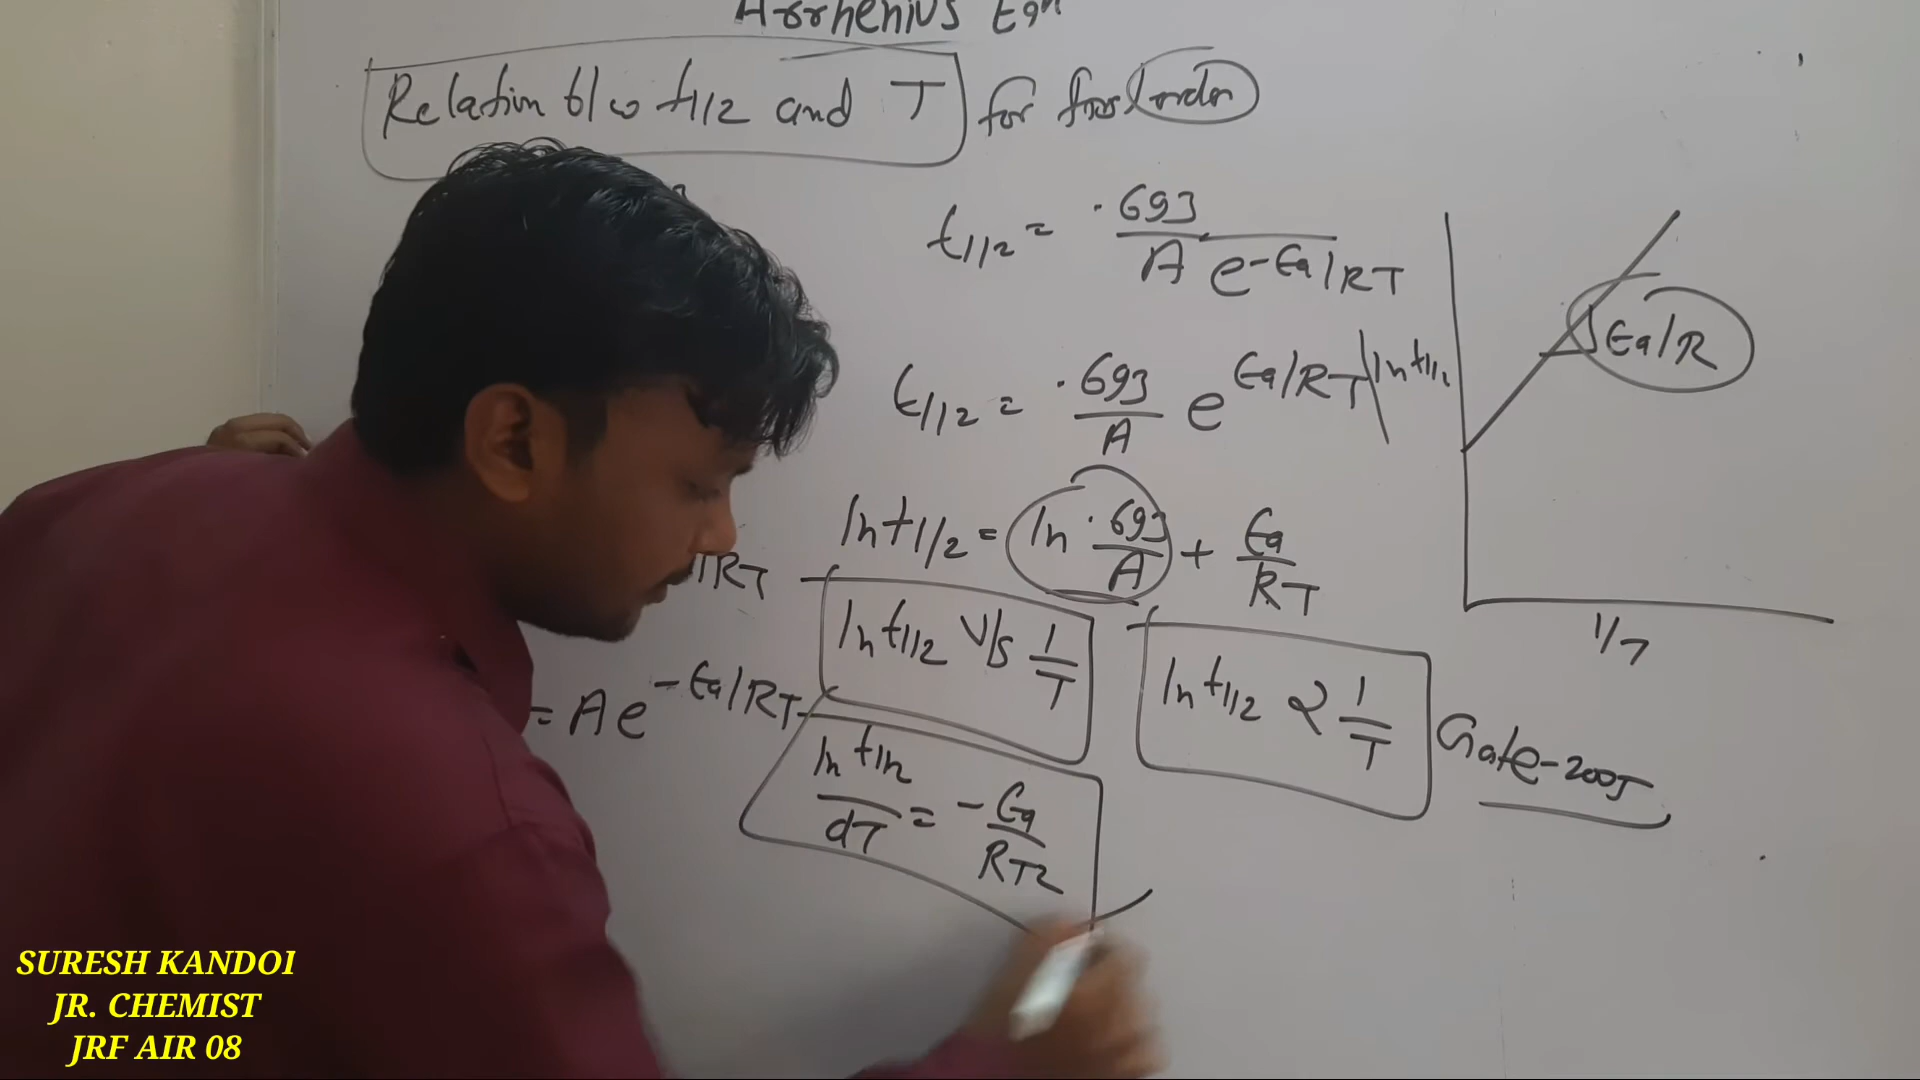 Arrhenius Eqn
Relation b/w t1/2 and T for first order
t1/2 = .693 / A e^-Ea/RT
t1/2 = .693 / A e^Ea/RT
ln t1/2
Ea/R
1/T
ln t1/2 = ln .693 / A + Ea / RT
RT
ln t1/2 V/s 1/T
ln t1/2 ∝ 1/T
Gate-2005
= A e^-Ea/RT
ln t1/2 / dT = - Ea / RT2
SURESH KANDOI
JR. CHEMIST
JRF AIR 08